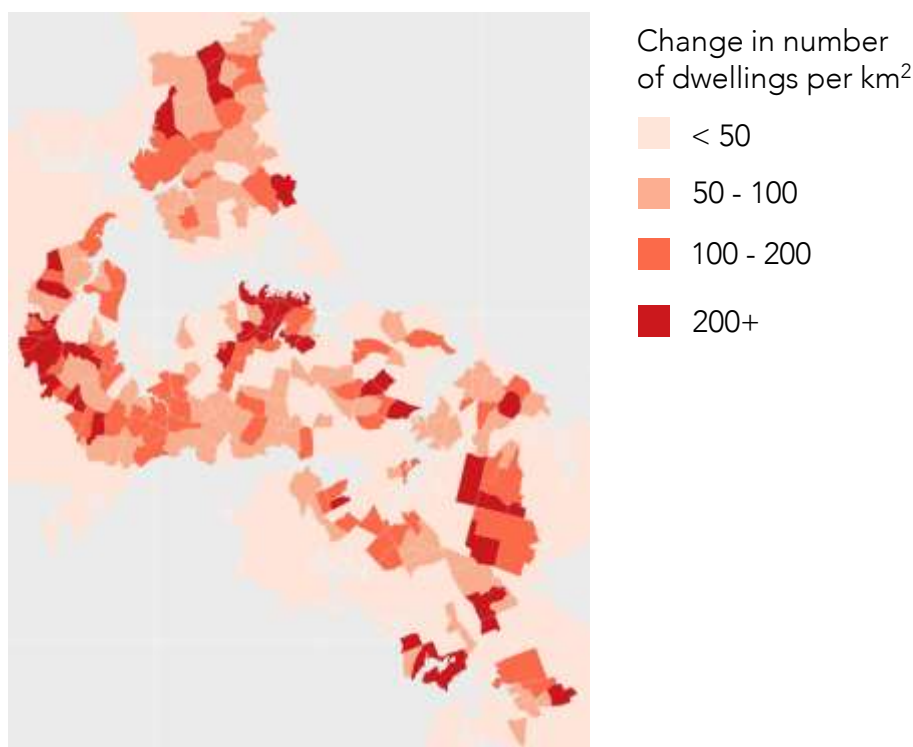 Change in number
of dwellings per km²
< 50
50 - 100
100 - 200
200+